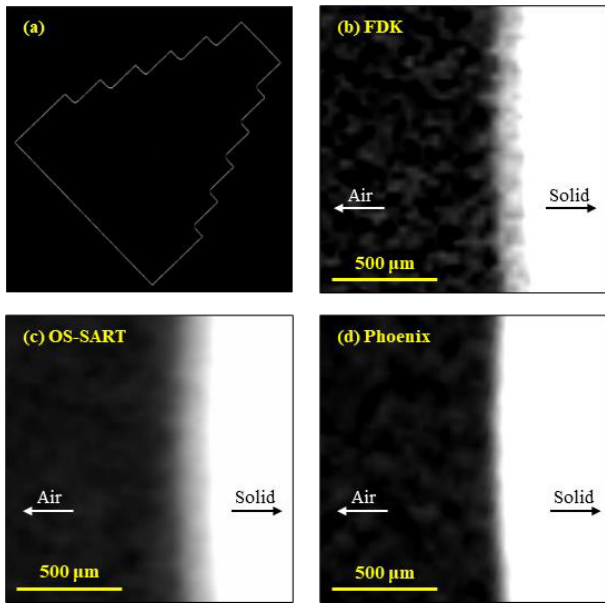 (a)
(b) FDK
Air
Solid
500 μm
(c) OS-SART
Air
Solid
500 μm
(d) Phoenix
Air
Solid
500 μm